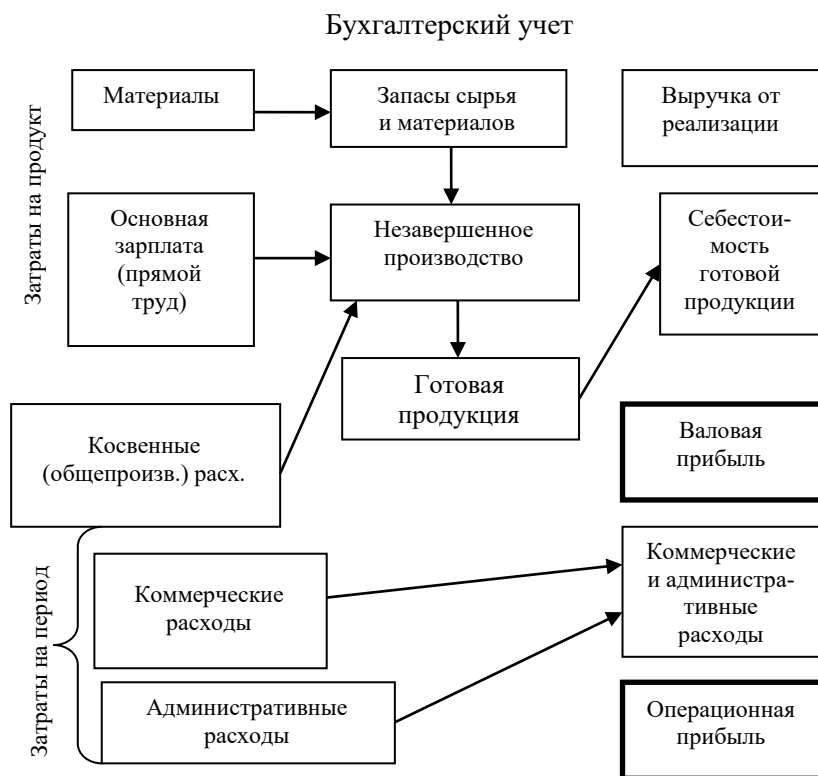 Бухгалтерский учет
Затраты на продукт
Материалы
Запасы сырья
и материалов
Выручка от
реализации
Основная
зарплата
(прямой
труд)
Незавершенное
производство
Себестои-
мость
готовой
продукции
Готовая
продукция
Косвенные
(общепроизв.) расх.
Валовая
прибыль
Затраты на период
Коммерческие
расходы
Коммерческие
и администра-
тивные
расходы
Административные
расходы
Операционная
прибыль